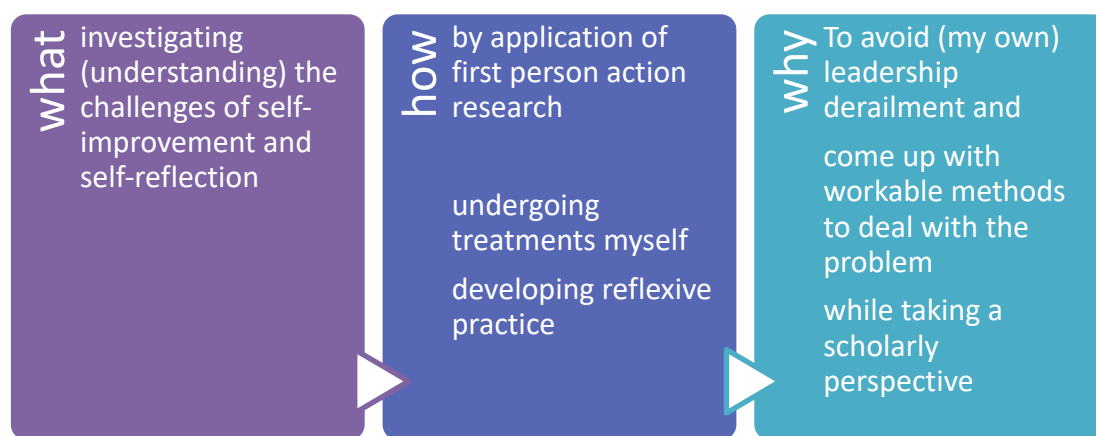 what
investigating
(understanding) the
challenges of self-
improvement and
self-reflection
how
by application of
first person action
research
undergoing
treatments myself
developing reflexive
practice
why
To avoid (my own)
leadership
derailment and
come up with
workable methods
to deal with the
problem
while taking a
scholarly
perspective